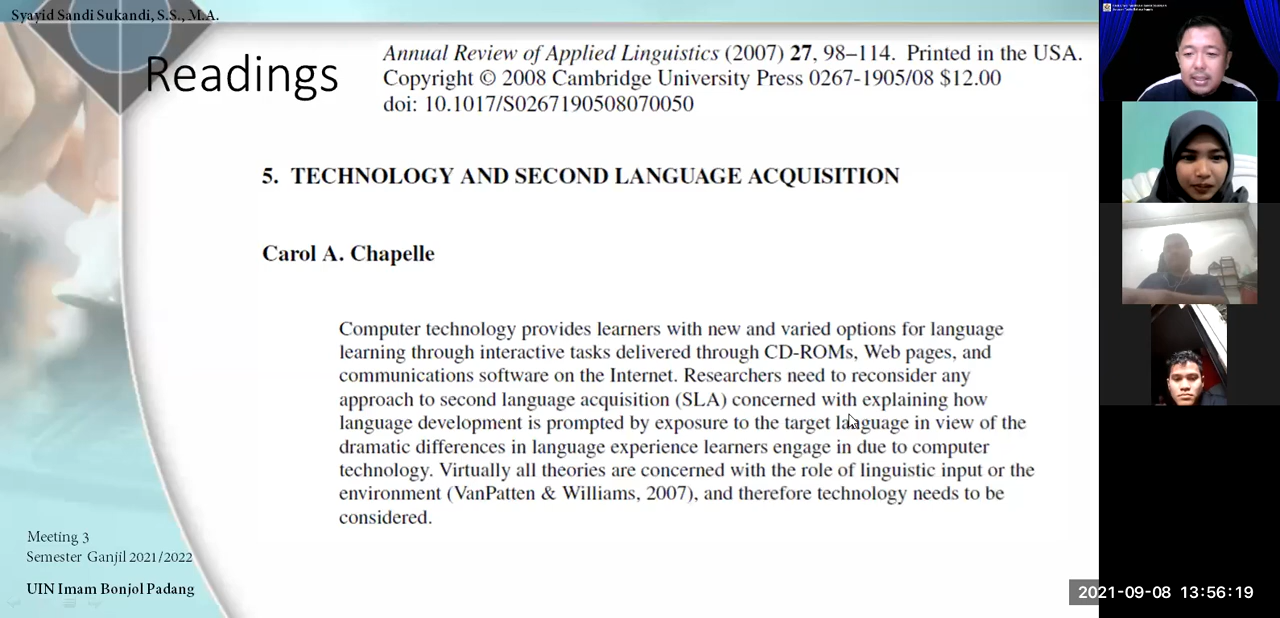 Syayid Sandi Sukandi, S.S., M.A.
Readings
Annual Review of Applied Linguistics (2007) 27, 98–114. Printed in the USA.
Copyright © 2008 Cambridge University Press 0267-1905/08 $12.00
doi: 10.1017/S0267190508070050
5. TECHNOLOGY AND SECOND LANGUAGE ACQUISITION
Carol A. Chapelle
Computer technology provides learners with new and varied options for language
learning through interactive tasks delivered through CD-ROMs, Web pages, and
communications software on the Internet. Researchers need to reconsider any
approach to second language acquisition (SLA) concerned with explaining how
language development is prompted by exposure to the target language in view of the
dramatic differences in language experience learners engage in due to computer
technology. Virtually all theories are concerned with the role of linguistic input or the
environment (VanPatten & Williams, 2007), and therefore technology needs to be
considered.
Meeting 3
Semester Ganjil 2021/2022
UIN Imam Bonjol Padang
2021-09-08 13:56:19